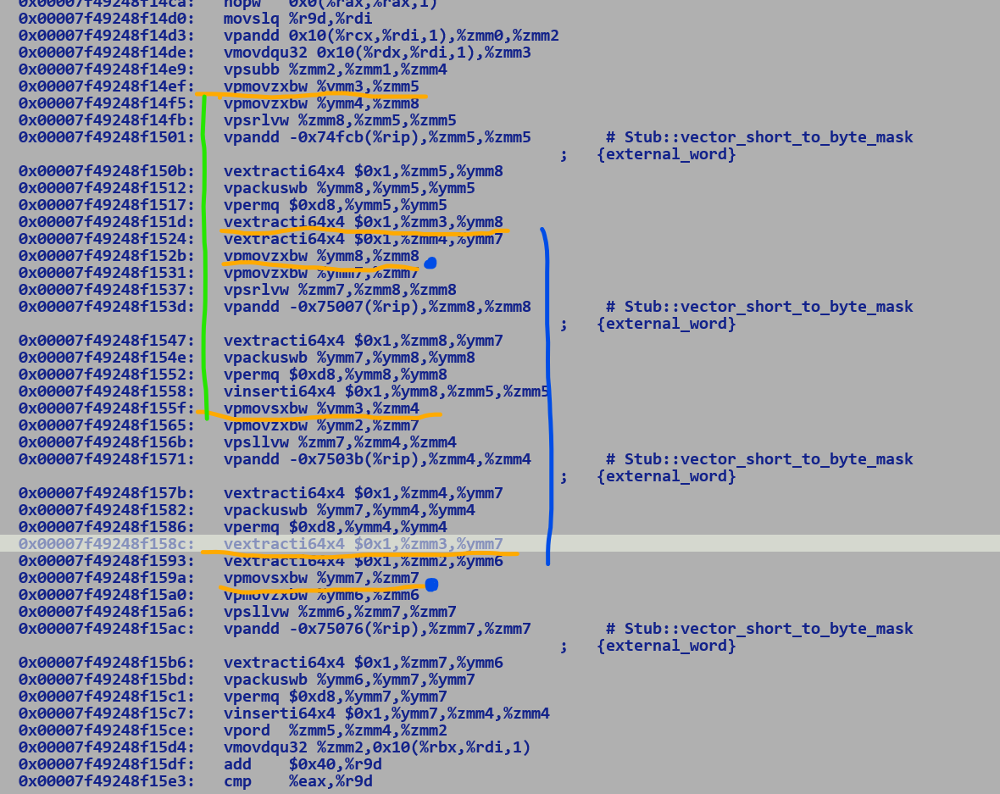 0x00007f49248f14ca: nopw 0x0(%rax,%rax,1)
0x00007f49248f14d0: movslq %r9d,%rdi
0x00007f49248f14d3: vpandd 0x10(%rcx,%rdi,1),%zmm0,%zmm2
0x00007f49248f14de: vmovdqu32 0x10(%rdx,%rdi,1),%zmm3
0x00007f49248f14e9: vpsubb %zmm2,%zmm1,%zmm4
0x00007f49248f14ef: vpmovzxbw %ymm3,%zmm5
0x00007f49248f14f5: vpmovzxbw %ymm4,%zmm8
0x00007f49248f14fb: vpsrlvw %zmm8,%zmm5,%zmm5
0x00007f49248f1501: vpandd -0x74fcb(%rip),%zmm5,%zmm5 # Stub::vector_short_to_byte_mask
; {external_word}
0x00007f49248f150b: vextracti64x4 $0x1,%zmm5,%ymm8
0x00007f49248f1512: vpackuswb %ymm8,%ymm5,%ymm5
0x00007f49248f1517: vpermq $0xd8,%ymm5,%ymm5
0x00007f49248f151d: vextracti64x4 $0x1,%zmm3,%ymm8
0x00007f49248f1524: vextracti64x4 $0x1,%zmm4,%ymm7
0x00007f49248f152b: vpmovzxbw %ymm8,%zmm8
0x00007f49248f1531: vpmovzxbw %ymm7,%zmm7
0x00007f49248f1537: vpsrlvw %zmm7,%zmm8,%zmm8
0x00007f49248f153d: vpandd -0x75007(%rip),%zmm8,%zmm8 # Stub::vector_short_to_byte_mask
; {external_word}
0x00007f49248f1547: vextracti64x4 $0x1,%zmm8,%ymm7
0x00007f49248f154e: vpackuswb %ymm7,%ymm8,%ymm8
0x00007f49248f1552: vpermq $0xd8,%ymm8,%ymm8
0x00007f49248f1558: vinserti64x4 $0x1,%ymm8,%zmm5,%zmm5
0x00007f49248f155f: vpmovsxbw %ymm3,%zmm4
0x00007f49248f1565: vpmovzxbw %ymm2,%zmm7
0x00007f49248f156b: vpsllvw %zmm7,%zmm4,%zmm4
0x00007f49248f1571: vpandd -0x7503b(%rip),%zmm4,%zmm4 # Stub::vector_short_to_byte_mask
; {external_word}
0x00007f49248f157b: vextracti64x4 $0x1,%zmm4,%ymm7
0x00007f49248f1582: vpackuswb %ymm7,%ymm4,%ymm4
0x00007f49248f1586: vpermq $0xd8,%ymm4,%ymm4
0x00007f49248f158c: vextracti64x4 $0x1,%zmm3,%ymm7
0x00007f49248f1593: vextracti64x4 $0x1,%zmm2,%ymm6
0x00007f49248f159a: vpmovsxbw %ymm7,%zmm7
0x00007f49248f15a0: vpmovzxbw %ymm6,%zmm6
0x00007f49248f15a6: vpsllvw %zmm6,%zmm7,%zmm7
0x00007f49248f15ac: vpandd -0x75076(%rip),%zmm7,%zmm7 # Stub::vector_short_to_byte_mask
; {external_word}
0x00007f49248f15b6: vextracti64x4 $0x1,%zmm7,%ymm6
0x00007f49248f15bd: vpackuswb %ymm6,%ymm7,%ymm7
0x00007f49248f15c1: vpermq $0xd8,%ymm7,%ymm7
0x00007f49248f15c7: vinserti64x4 $0x1,%ymm7,%zmm4,%zmm4
0x00007f49248f15ce: vpord %zmm5,%zmm4,%zmm2
0x00007f49248f15d4: vmovdqu32 %zmm2,0x10(%rbx,%rdi,1)
0x00007f49248f15df: add $0x40,%r9d
0x00007f49248f15e3: cmp %eax,%r9d